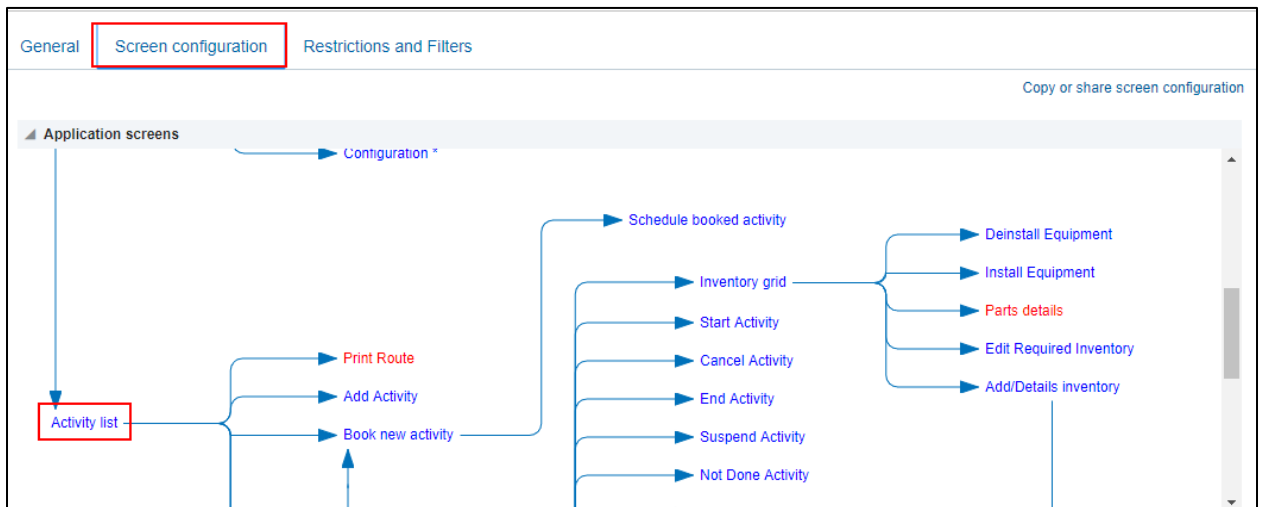 General Screen configuration Restrictions and Filters
Copy or share screen configuration
Application screens
Configuration *
Schedule booked activity
Deinstall Equipment
Inventory grid
Install Equipment
Parts details
Start Activity
Edit Required Inventory
Print Route
Cancel Activity
Add/Details inventory
Add Activity
End Activity
Activity list
Book new activity
Suspend Activity
Not Done Activity